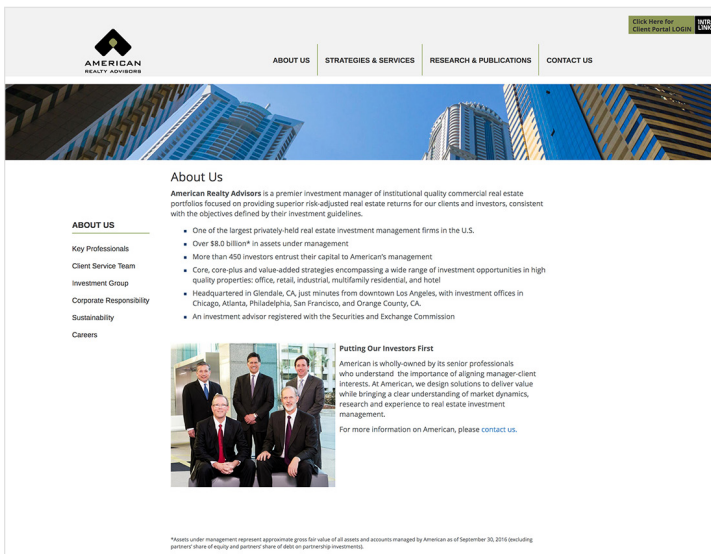 Click Here for
Client Portal LOGIN
INTR
LINK
AMERICAN
REALTY ADVISORS
ABOUT US
STRATEGIES & SERVICES
RESEARCH & PUBLICATIONS
CONTACT US
About Us
American Realty Advisors is a premier investment manager of institutional quality commercial real estate
portfolios focused on providing superior risk-adjusted real estate returns for our clients and investors, consistent
with the objectives defined by their investment guidelines.
ABOUT US
Key Professionals
Client Service Team
Investment Group
Corporate Responsibility
Sustainability
Careers
One of the largest privately-held real estate investment management firms in the U.S.
Over $8.0 billion* in assets under management
More than 450 investors entrust their capital to American's management
Core, core-plus and value-added strategies encompassing a wide range of investment opportunities in high
quality properties: office, retail, industrial, multifamily residential, and hotel
Headquartered in Glendale, CA, just minutes from downtown Los Angeles, with investment offices in
Chicago, Atlanta, Philadelphia, San Francisco, and Orange County, CA.
An investment advisor registered with the Securities and Exchange Commission
Putting Our Investors First
American is wholly-owned by its senior professionals
who understand the importance of aligning manager-client
interests. At American, we design solutions to deliver value
while bringing a clear understanding of market dynamics,
research and experience to real estate investment
management.
For more information on American, please contact us.
*Assets under management represent approximate gross fair value of all assets and accounts managed by American as of September 30, 2016 (excluding
partners' share of equity and partners' share of debt on partnership investments).